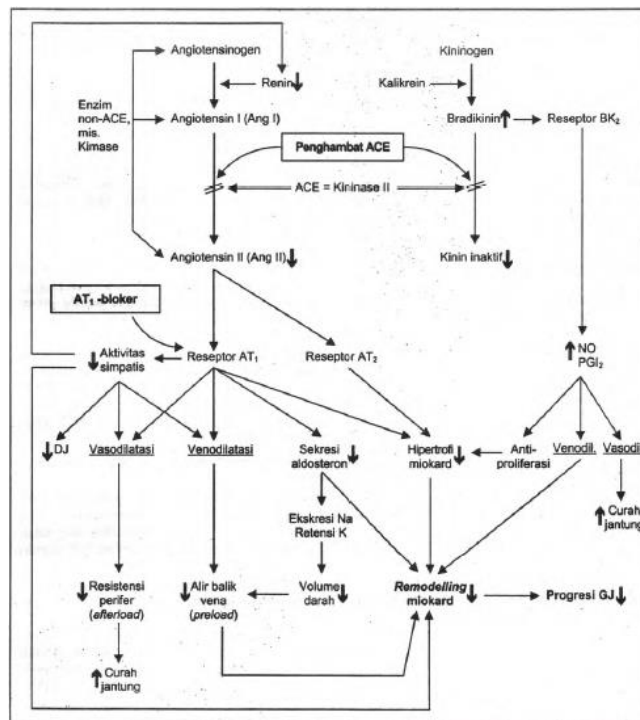 Angiotensinogen
Kininogen
Renin
Kalikrein
Enzim
non-ACE,
mis.
Kimase
Angiotensin I (Ang I)
Bradikinin
Reseptor BK₂
Penghambat ACE
ACE = Kininase II
Angiotensin II (Ang II)
Kinin inaktif
AT₁ -bloker
Aktivitas
simpatis
Reseptor AT₁
Reseptor AT₂
NO
PGI₂
DJ
Vasodilatasi
Venodilatasi
Sekresi
aldosteron
Hipertrofi
miokard
Anti-
proliferasi
Venodil.
Vasodil
Ekskresi Na
Retensi K
Curah
jantung
Resistensi
perifer
(afterload)
Alir balik
vena
(preload)
Volume
darah
Remodelling
miokard
Progresi GJ
Curah
jantung